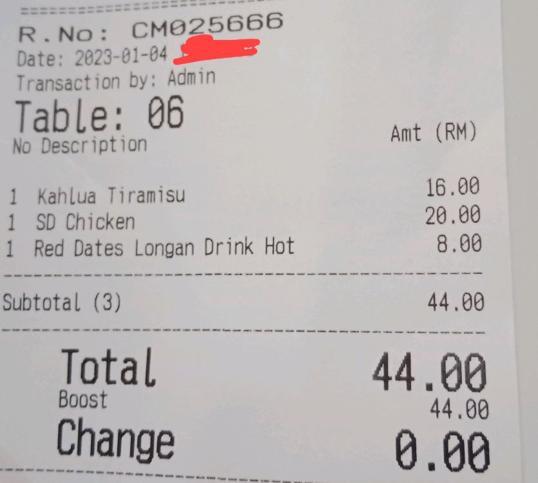 R.No: CM025666
Date: 2023-01-04
Transaction by: Admin
Table: 06
No Description Amt (RM)
1 Kahlua Tiramisu 16.00
1 SD Chicken 20.00
1 Red Dates Longan Drink Hot 8.00
Subtotal (3) 44.00
Total 44.00
Boost 44.00
Change 0.00